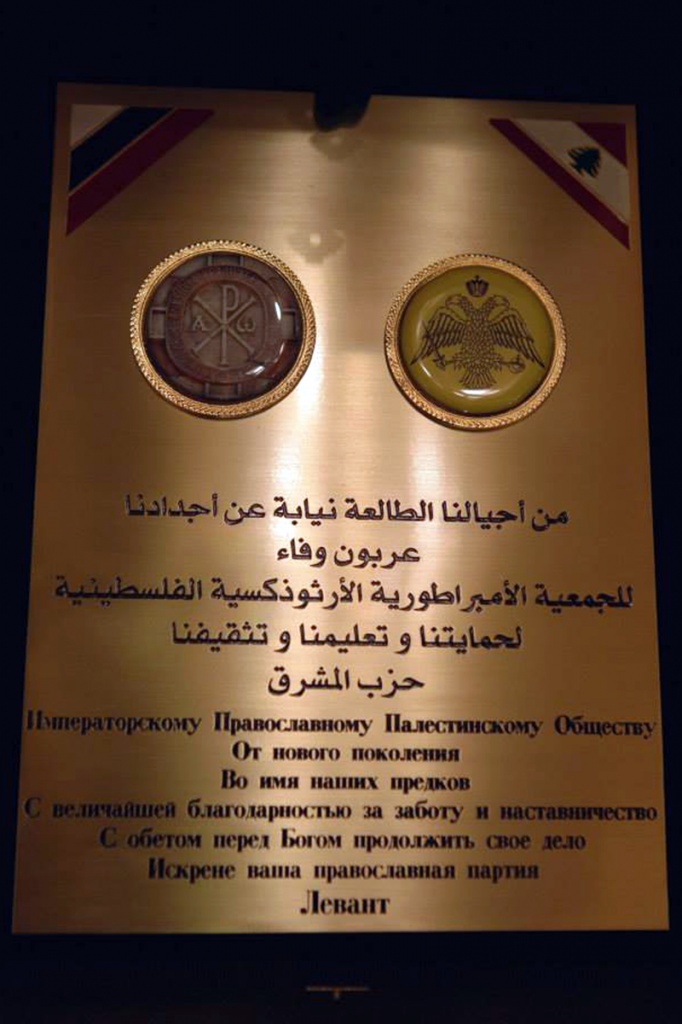 Α Ρ ω
من أجيالنا الطالعة نيابة عن أجدادنا
عربون وفاء
للجمعية الأمبراطورية الأرثوذكسية الفلسطينية
لحمايتنا و تعليمنا و تثقيفنا
حزب المشرق
Императорскому Православному Палестинскому Обществу
От нового поколения
Во имя наших предков
С величайшей благодарностью за заботу и наставничество
С обетом перед Богом продолжить свое дело
Искрене ваша православная партия
Левант